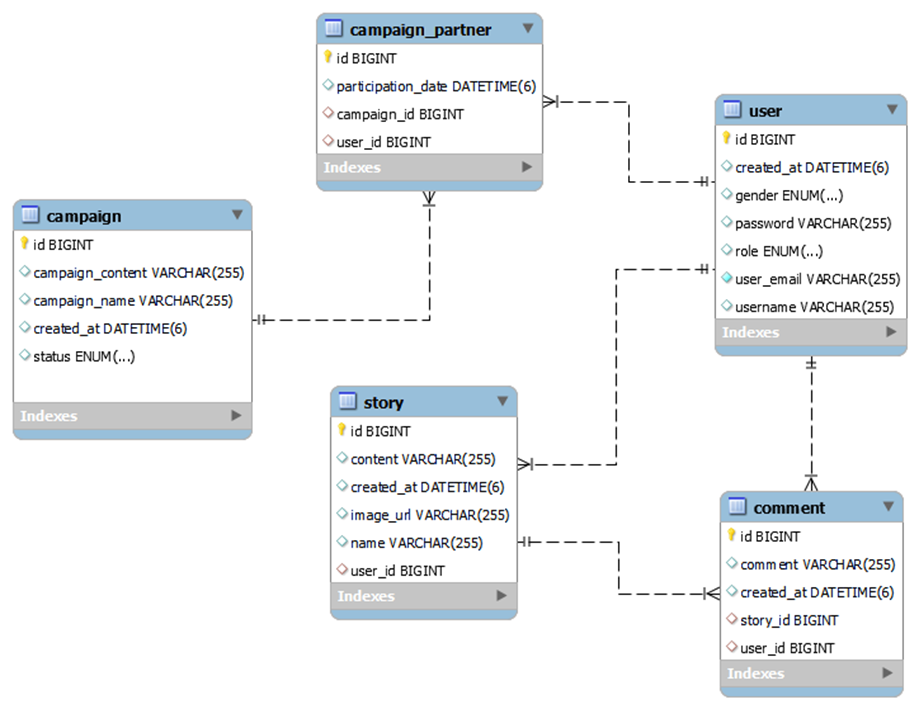 campaign_partner
id BIGINT
participation_date DATETIME(6)
campaign_id BIGINT
user_id BIGINT
Indexes
user
id BIGINT
created_at DATETIME(6)
gender ENUM(...)
password VARCHAR(255)
role ENUM(...)
user_email VARCHAR(255)
username VARCHAR(255)
Indexes
campaign
id BIGINT
campaign_content VARCHAR(255)
campaign_name VARCHAR(255)
created_at DATETIME(6)
status ENUM(...)
Indexes
story
id BIGINT
content VARCHAR(255)
created_at DATETIME(6)
image_url VARCHAR(255)
name VARCHAR(255)
user_id BIGINT
Indexes
comment
id BIGINT
comment VARCHAR(255)
created_at DATETIME(6)
story_id BIGINT
user_id BIGINT
Indexes